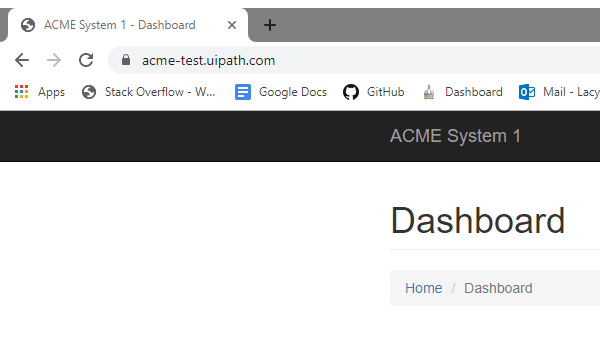 ACME System 1 - Dashboard
acme-test.uipath.com
Apps Stack Overflow - W... Google Docs GitHub Dashboard Mail - Lacy
ACME System 1
Dashboard
Home / Dashboard